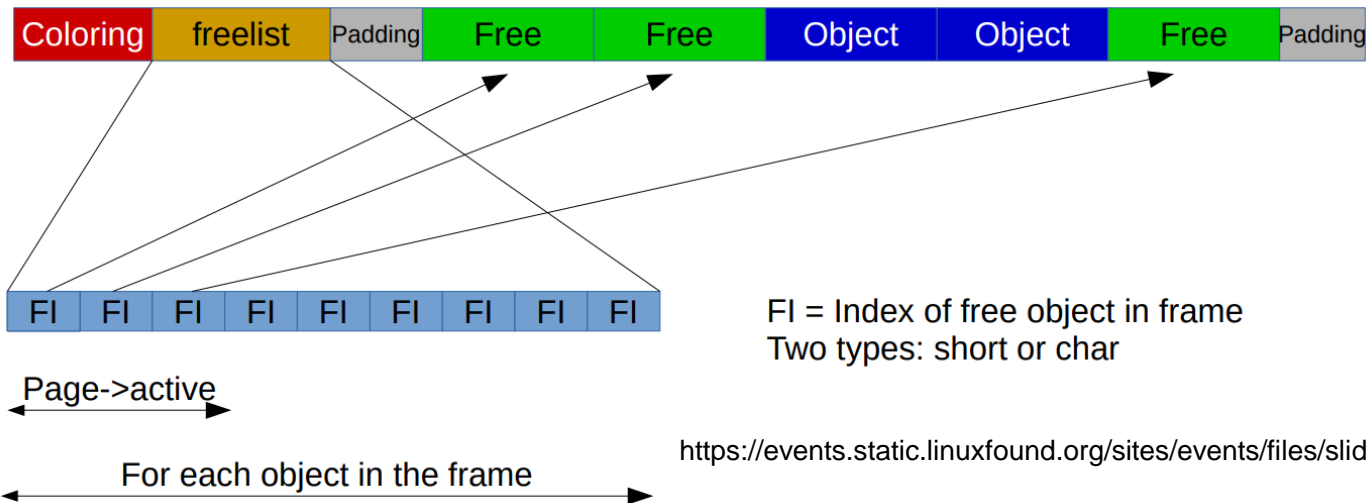 Coloring freelist Padding Free Free Object Object Free Padding
FI FI FI FI FI FI FI FI FI
FI = Index of free object in frame
Two types: short or char
Page->active
https://events.static.linuxfound.org/sites/events/files/slid
For each object in the frame